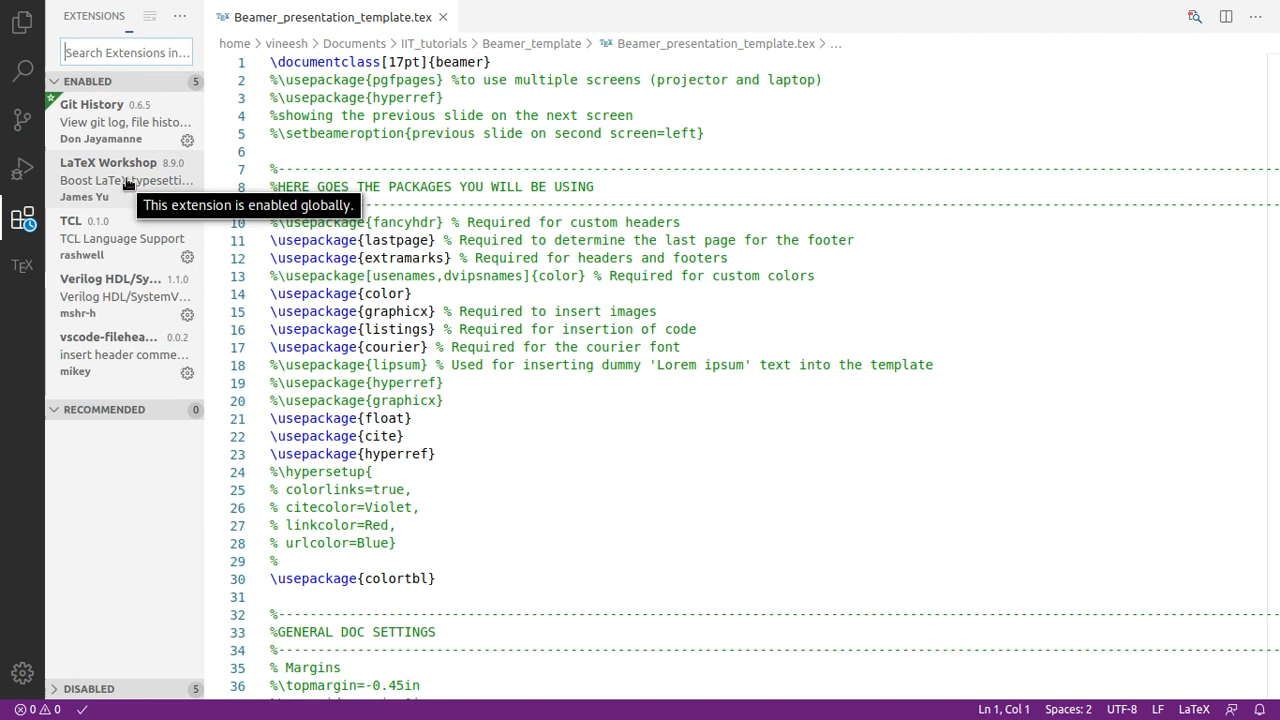 EXTENSIONS
Search Extensions in...
ENABLED 5
Git History 0.6.5
View git log, file histo...
Don Jayamanne
LaTeX Workshop 8.9.0
Boost LaTeX typesetti...
James Yu
This extension is enabled globally.
TCL 0.1.0
TCL Language Support
rashwell
Verilog HDL/Sy... 1.1.0
Verilog HDL/SystemV...
mshr-h
vscode-filehea... 0.0.2
insert header comme...
mikey
RECOMMENDED 0
DISABLED 5
TEX
TEX Beamer_presentation_template.tex
home > vineesh > Documents > IIT_tutorials > Beamer_template > TEX Beamer_presentation_template.tex > ...
1 \documentclass[17pt]{beamer}
2 %\usepackage{pgfpages} %to use multiple screens (projector and laptop)
3 %\usepackage{hyperref}
4 %showing the previous slide on the next screen
5 %\setbeameroption{previous slide on second screen=left}
6
7 %--------------------------------------------------------------------------------
8 %HERE GOES THE PACKAGES YOU WILL BE USING
--------------------------------------------------------------------------------
10 %\usepackage{fancyhdr} % Required for custom headers
11 \usepackage{lastpage} % Required to determine the last page for the footer
12 \usepackage{extramarks} % Required for headers and footers
13 %\usepackage[usenames,dvipsnames]{color} % Required for custom colors
14 \usepackage{color}
15 \usepackage{graphicx} % Required to insert images
16 \usepackage{listings} % Required for insertion of code
17 \usepackage{courier} % Required for the courier font
18 %\usepackage{lipsum} % Used for inserting dummy 'Lorem ipsum' text into the template
19 %\usepackage{hyperref}
20 %\usepackage{graphicx}
21 \usepackage{float}
22 \usepackage{cite}
23 \usepackage{hyperref}
24 %\hypersetup{
25 % colorlinks=true,
26 % citecolor=Violet,
27 % linkcolor=Red,
28 % urlcolor=Blue}
29 %
30 \usepackage{colortbl}
31
32 %--------------------------------------------------------------------------------
33 %GENERAL DOC SETTINGS
34 %--------------------------------------------------------------------------------
35 % Margins
36 %\topmargin=-0.45in
0 0 Ln 1, Col 1 Spaces: 2 UTF-8 LF LaTeX